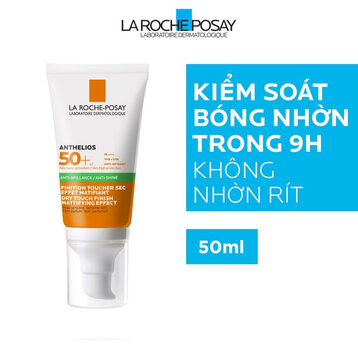 LA ROCHE-POSAY
LABORATOIRE DERMATOLOGIQUE
LA ROCHE-POSAY
LABORATOIRE DERMATOLOGIQUE
ANTHELIOS
50+
ANTI-BRILLANCE / ANTI-SHINE
FINITION TOUCHER SEC
EFFET MATIFIANT
DRY TOUCH FINISH
MATTIFYING EFFECT
KIỂM SOÁT
BÓNG NHỜN
TRONG 9H
KHÔNG
NHỜN RÍT
50ml